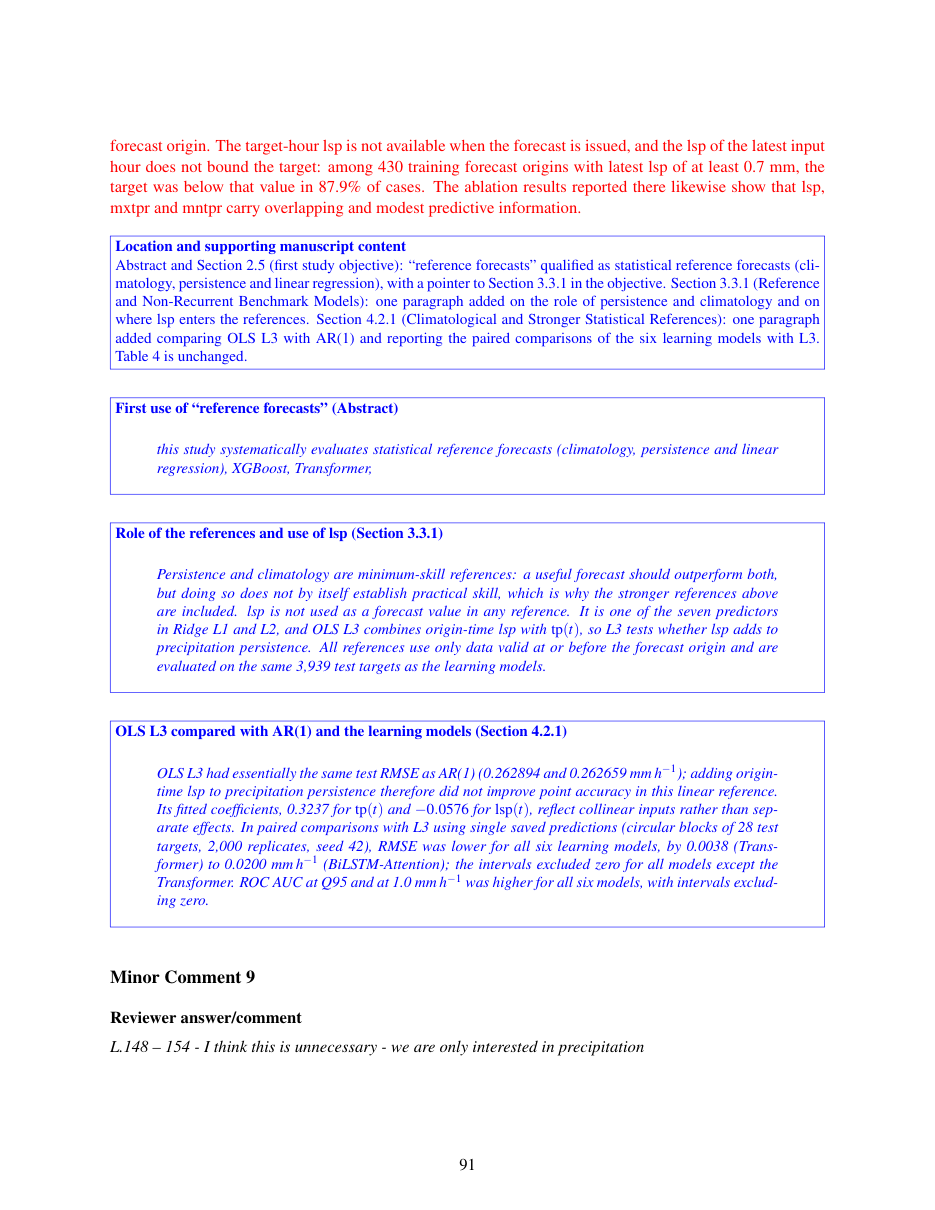 forecast origin. The target-hour lsp is not available when the forecast is issued, and the lsp of the latest input
hour does not bound the target: among 430 training forecast origins with latest lsp of at least 0.7 mm, the
target was below that value in 87.9% of cases. The ablation results reported there likewise show that lsp,
mxtpr and mntpr carry overlapping and modest predictive information.
Location and supporting manuscript content
Abstract and Section 2.5 (first study objective): “reference forecasts” qualified as statistical reference forecasts (cli-
matology, persistence and linear regression), with a pointer to Section 3.3.1 in the objective. Section 3.3.1 (Reference
and Non-Recurrent Benchmark Models): one paragraph added on the role of persistence and climatology and on
where lsp enters the references. Section 4.2.1 (Climatological and Stronger Statistical References): one paragraph
added comparing OLS L3 with AR(1) and reporting the paired comparisons of the six learning models with L3.
Table 4 is unchanged.
First use of “reference forecasts” (Abstract)
this study systematically evaluates statistical reference forecasts (climatology, persistence and linear
regression), XGBoost, Transformer,
Role of the references and use of lsp (Section 3.3.1)
Persistence and climatology are minimum-skill references: a useful forecast should outperform both,
but doing so does not by itself establish practical skill, which is why the stronger references above
are included. lsp is not used as a forecast value in any reference. It is one of the seven predictors
in Ridge L1 and L2, and OLS L3 combines origin-time lsp with tp(t), so L3 tests whether lsp adds to
precipitation persistence. All references use only data valid at or before the forecast origin and are
evaluated on the same 3,939 test targets as the learning models.
OLS L3 compared with AR(1) and the learning models (Section 4.2.1)
OLS L3 had essentially the same test RMSE as AR(1) (0.262894 and 0.262659 mm h⁻¹); adding origin-
time lsp to precipitation persistence therefore did not improve point accuracy in this linear reference.
Its fitted coefficients, 0.3237 for tp(t) and −0.0576 for lsp(t), reflect collinear inputs rather than sep-
arate effects. In paired comparisons with L3 using single saved predictions (circular blocks of 28 test
targets, 2,000 replicates, seed 42), RMSE was lower for all six learning models, by 0.0038 (Trans-
former) to 0.0200 mm h⁻¹ (BiLSTM-Attention); the intervals excluded zero for all models except the
Transformer. ROC AUC at Q95 and at 1.0 mm h⁻¹ was higher for all six models, with intervals exclud-
ing zero.
Minor Comment 9
Reviewer answer/comment
L.148 – 154 - I think this is unnecessary - we are only interested in precipitation
91